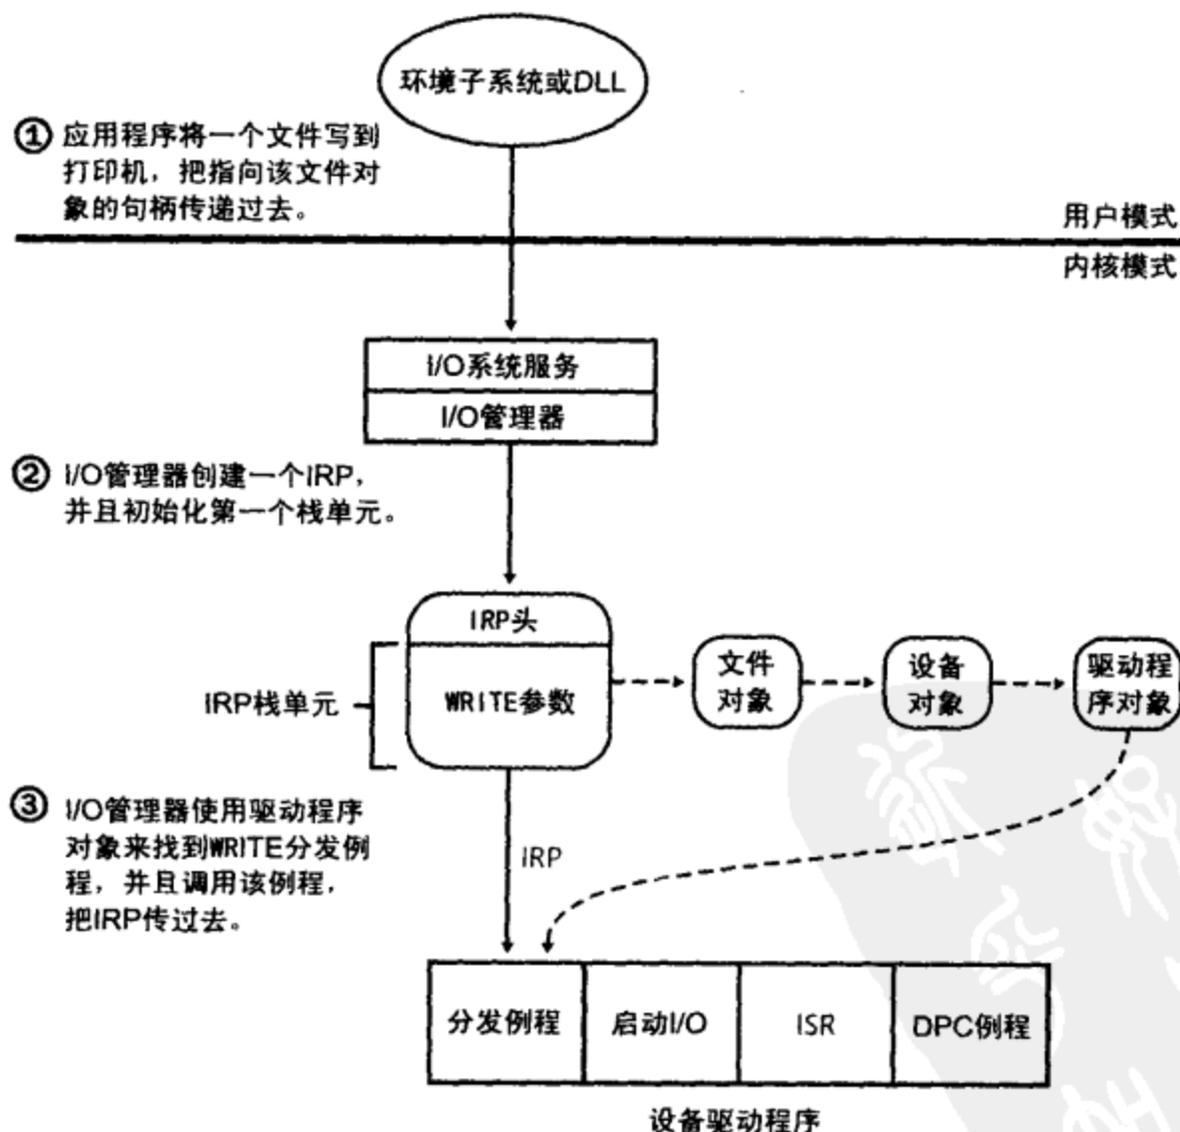 环境子系统或DLL
① 应用程序将一个文件写到
打印机，把指向该文件对
象的句柄传递过去。
用户模式
内核模式
I/O系统服务
I/O管理器
② I/O管理器创建一个IRP，
并且初始化第一个栈单元。
IRP头
IRP栈单元
WRITE参数
文件
对象
设备
对象
驱动程
序对象
③ I/O管理器使用驱动程序
对象来找到WRITE分发例
程，并且调用该例程，
把IRP传过去。
IRP
分发例程
启动I/O
ISR
DPC例程
设备驱动程序